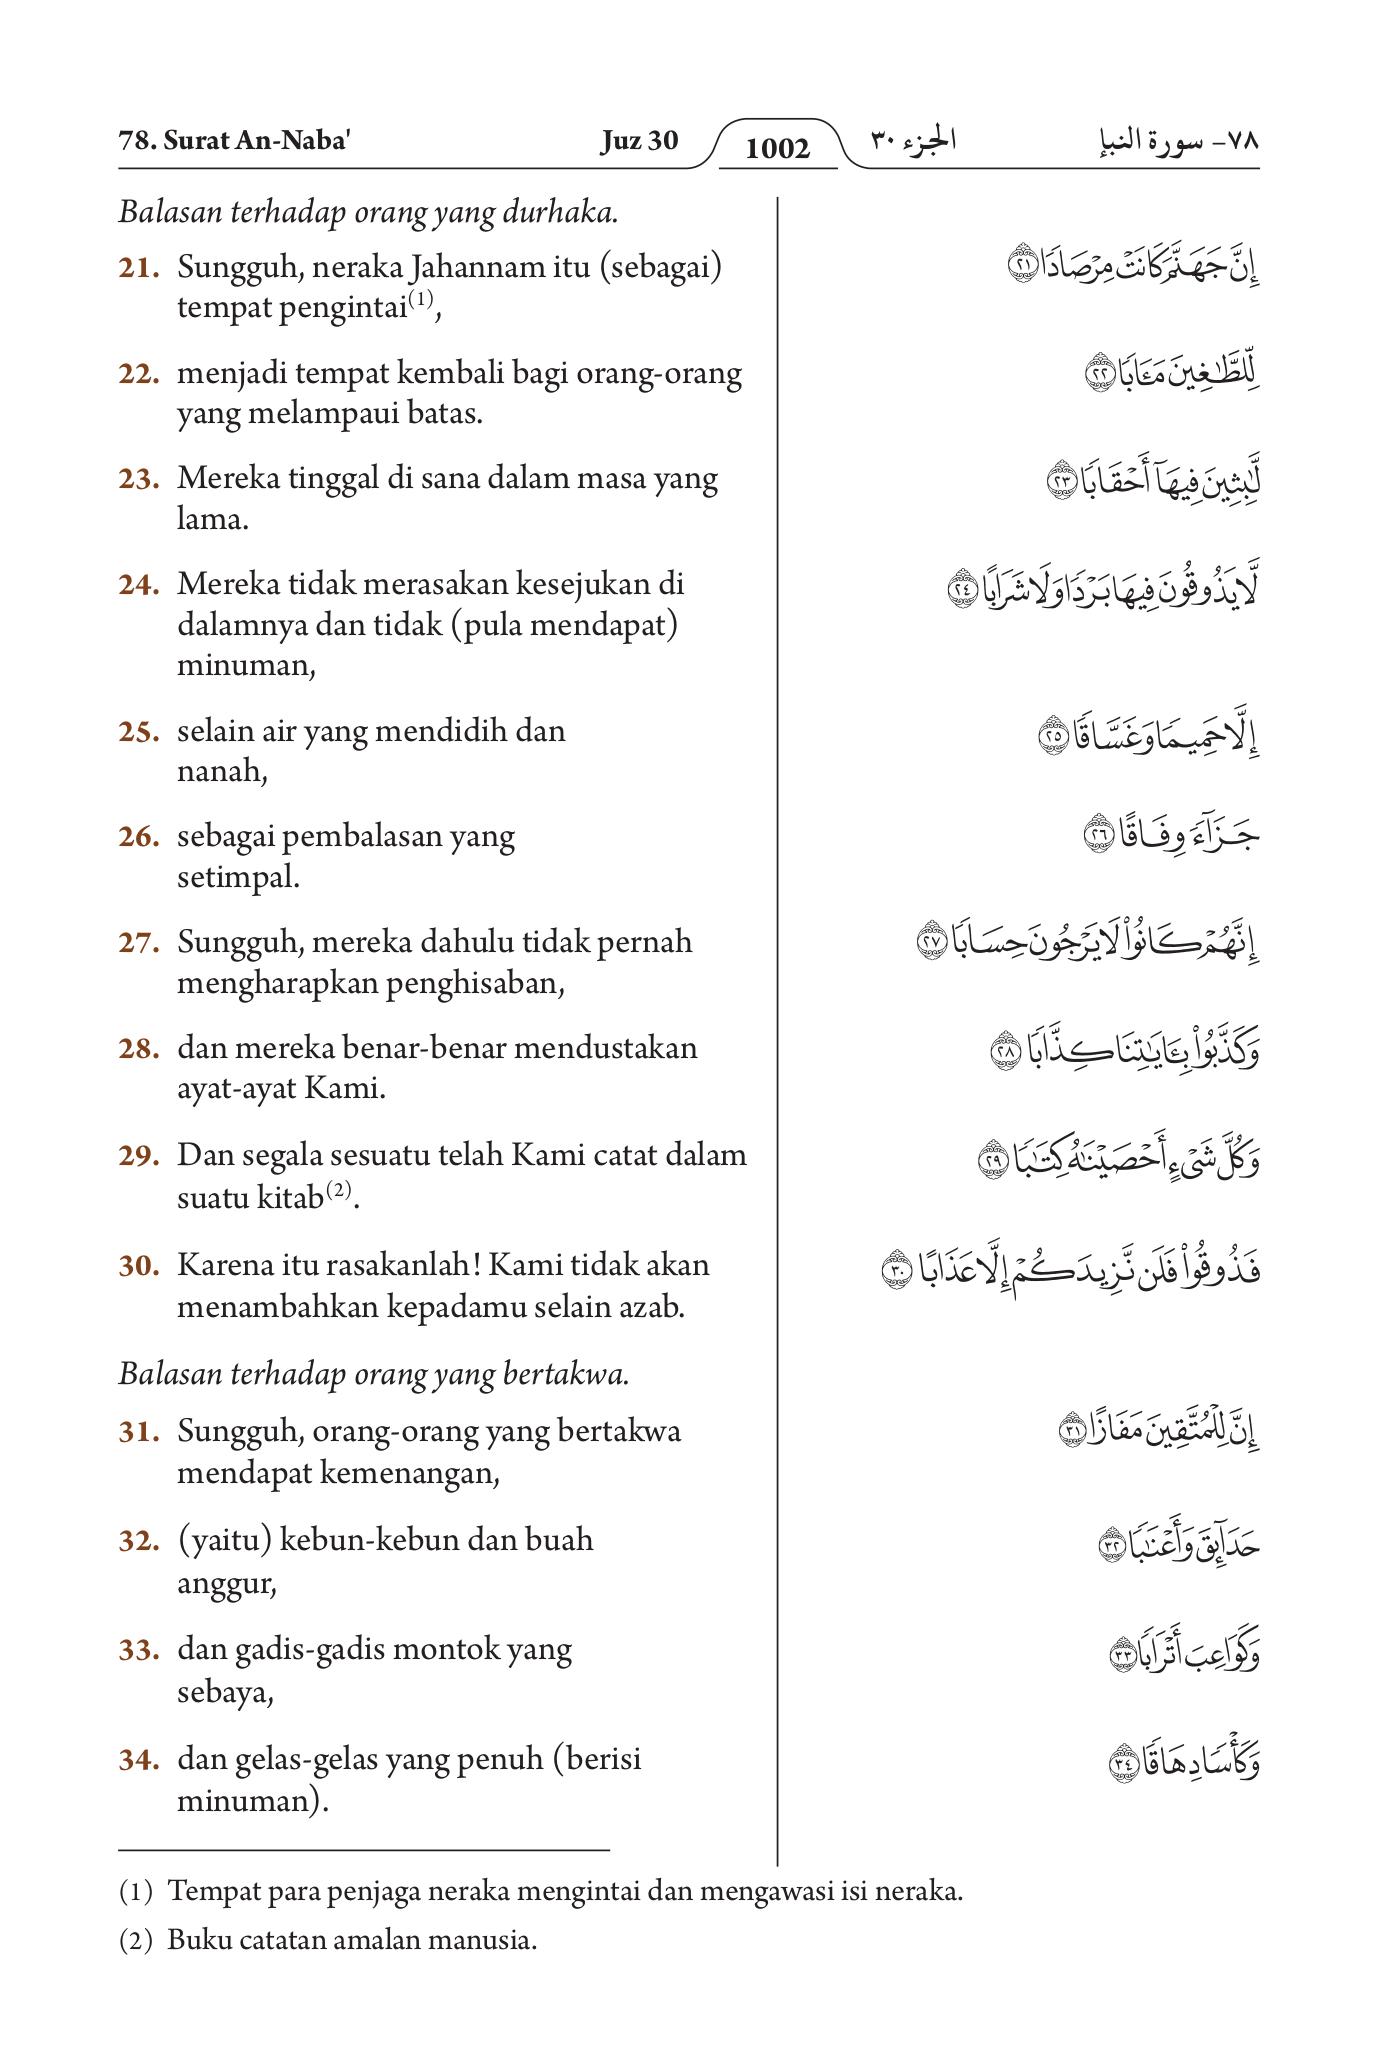 78. Surat An-Naba' Juz 30 1002 الجزء ٣٠ ٧٨- سورة النبإ
Balasan terhadap orang yang durhaka.
21. Sungguh, neraka Jahannam itu (sebagai)
tempat pengintai(1),
إِنَّ جَهَنَّمَ كَانَتْ مِرْصَادًا ٢١
22. menjadi tempat kembali bagi orang-orang
yang melampaui batas.
لِّلطَّٰغِينَ مَـَٔابًا ٢٢
23. Mereka tinggal di sana dalam masa yang
lama.
لَّٰبِثِينَ فِيهَآ أَحْقَابًا ٢٣
24. Mereka tidak merasakan kesejukan di
dalamnya dan tidak (pula mendapat)
minuman,
لَّا يَذُوقُونَ فِيهَا بَرْدًا وَلَا شَرَابًا ٢٤
25. selain air yang mendidih dan
nanah,
إِلَّا حَمِيمًا وَغَسَّاقًا ٢٥
26. sebagai pembalasan yang
setimpal.
جَزَآءً وِفَاقًا ٢٦
27. Sungguh, mereka dahulu tidak pernah
mengharapkan penghisaban,
إِنَّهُمْ كَانُوا۟ لَا يَرْجُونَ حِسَابًا ٢٧
28. dan mereka benar-benar mendustakan
ayat-ayat Kami.
وَكَذَّبُوا۟ بِـَٔايَٰتِنَا كِذَّابًا ٢٨
29. Dan segala sesuatu telah Kami catat dalam
suatu kitab(2).
وَكُلَّ شَىْءٍ أَحْصَيْنَٰهُ كِتَٰبًا ٢٩
30. Karena itu rasakanlah! Kami tidak akan
menambahkan kepadamu selain azab.
فَذُوقُوا۟ فَلَن نَّزِيدَكُمْ إِلَّا عَذَابًا ٣٠
Balasan terhadap orang yang bertakwa.
31. Sungguh, orang-orang yang bertakwa
mendapat kemenangan,
إِنَّ لِلْمُتَّقِينَ مَفَازًا ٣١
32. (yaitu) kebun-kebun dan buah
anggur,
حَدَآئِقَ وَأَعْنَٰبًا ٣٢
33. dan gadis-gadis montok yang
sebaya,
وَكَوَاعِبَ أَتْرَابًا ٣٣
34. dan gelas-gelas yang penuh (berisi
minuman).
وَكَأْسًا دِهَاقًا ٣٤
(1) Tempat para penjaga neraka mengintai dan mengawasi isi neraka.
(2) Buku catatan amalan manusia.